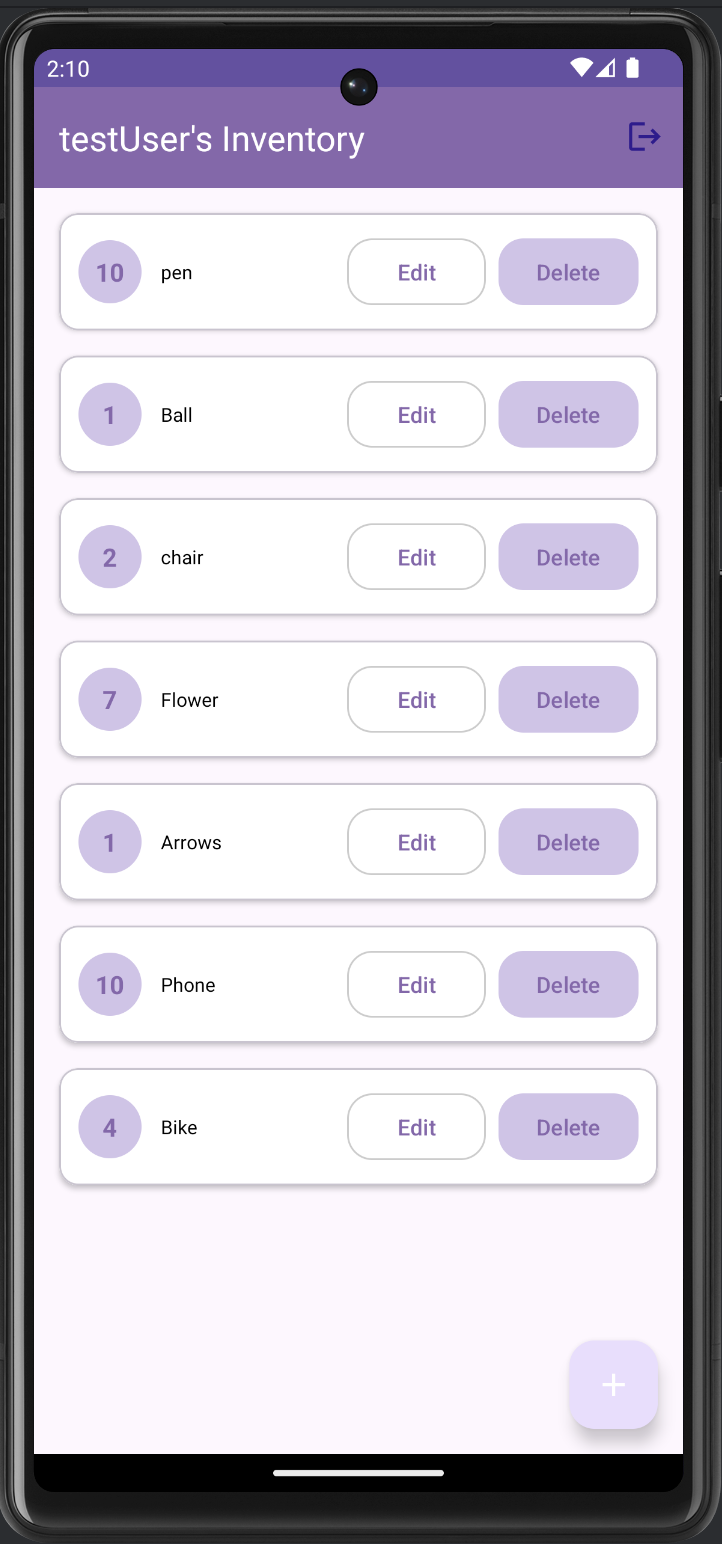 2:10
testUser's Inventory
10 pen Edit Delete
1 Ball Edit Delete
2 chair Edit Delete
7 Flower Edit Delete
1 Arrows Edit Delete
10 Phone Edit Delete
4 Bike Edit Delete
+